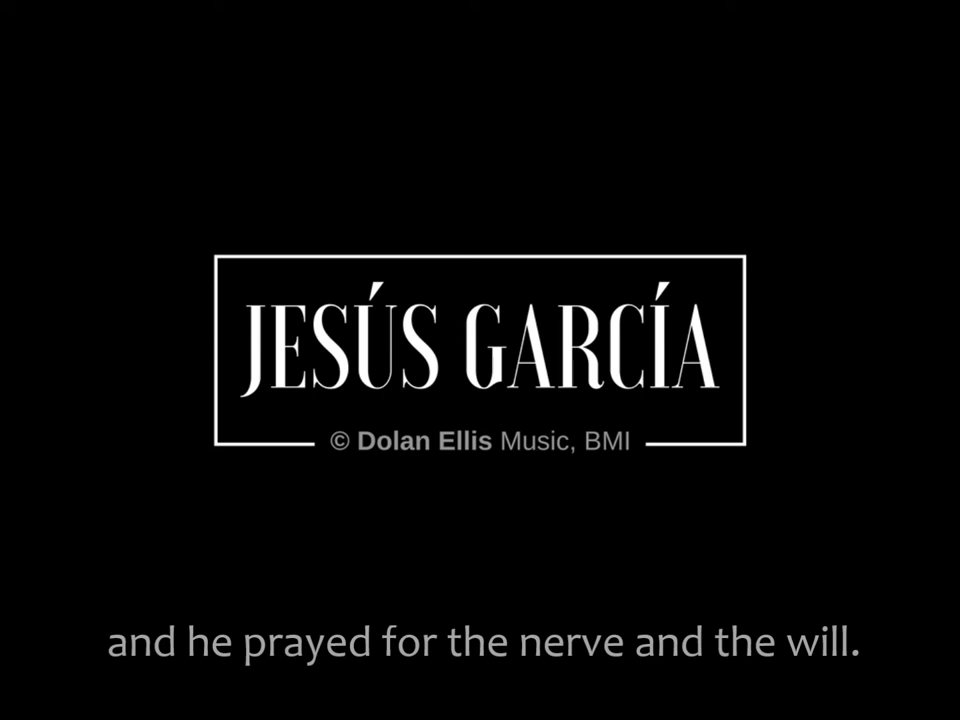 JESÚS GARCÍA
© Dolan Ellis Music, BMI
and he prayed for the nerve and the will.